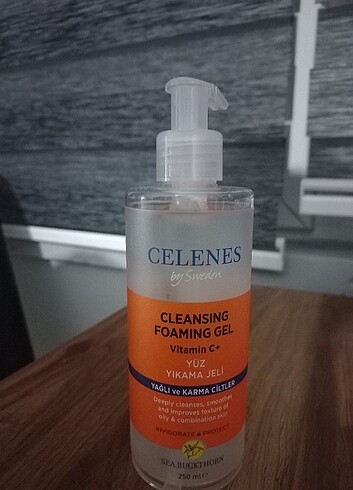 CELENES
by Sweden
CLEANSING
FOAMING GEL
Vitamin C+
YÜZ
YIKAMA JELİ
YAĞLI ve KARMA CİLTLER
Deeply cleanses, smoothes
and improves texture of
oily & combination skin
INVIGORATE & PROTECT
SEA BUCKTHORN
250 ml ℮